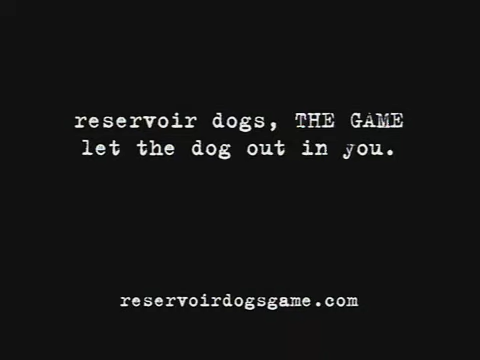 reservoir dogs, THE GAME
let the dog out in you.
reservoirdogsgame.com